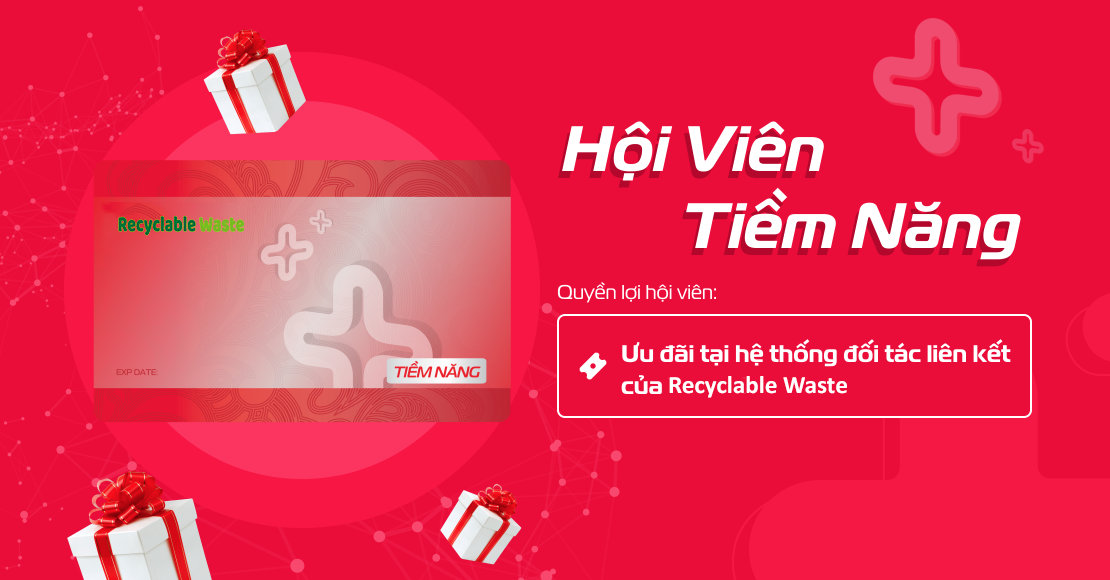 Recyclable Waste
EXP DATE:
TIỀM NĂNG
Hội Viên
Tiềm Năng
Quyền lợi hội viên:
Ưu đãi tại hệ thống đối tác liên kết
của Recyclable Waste